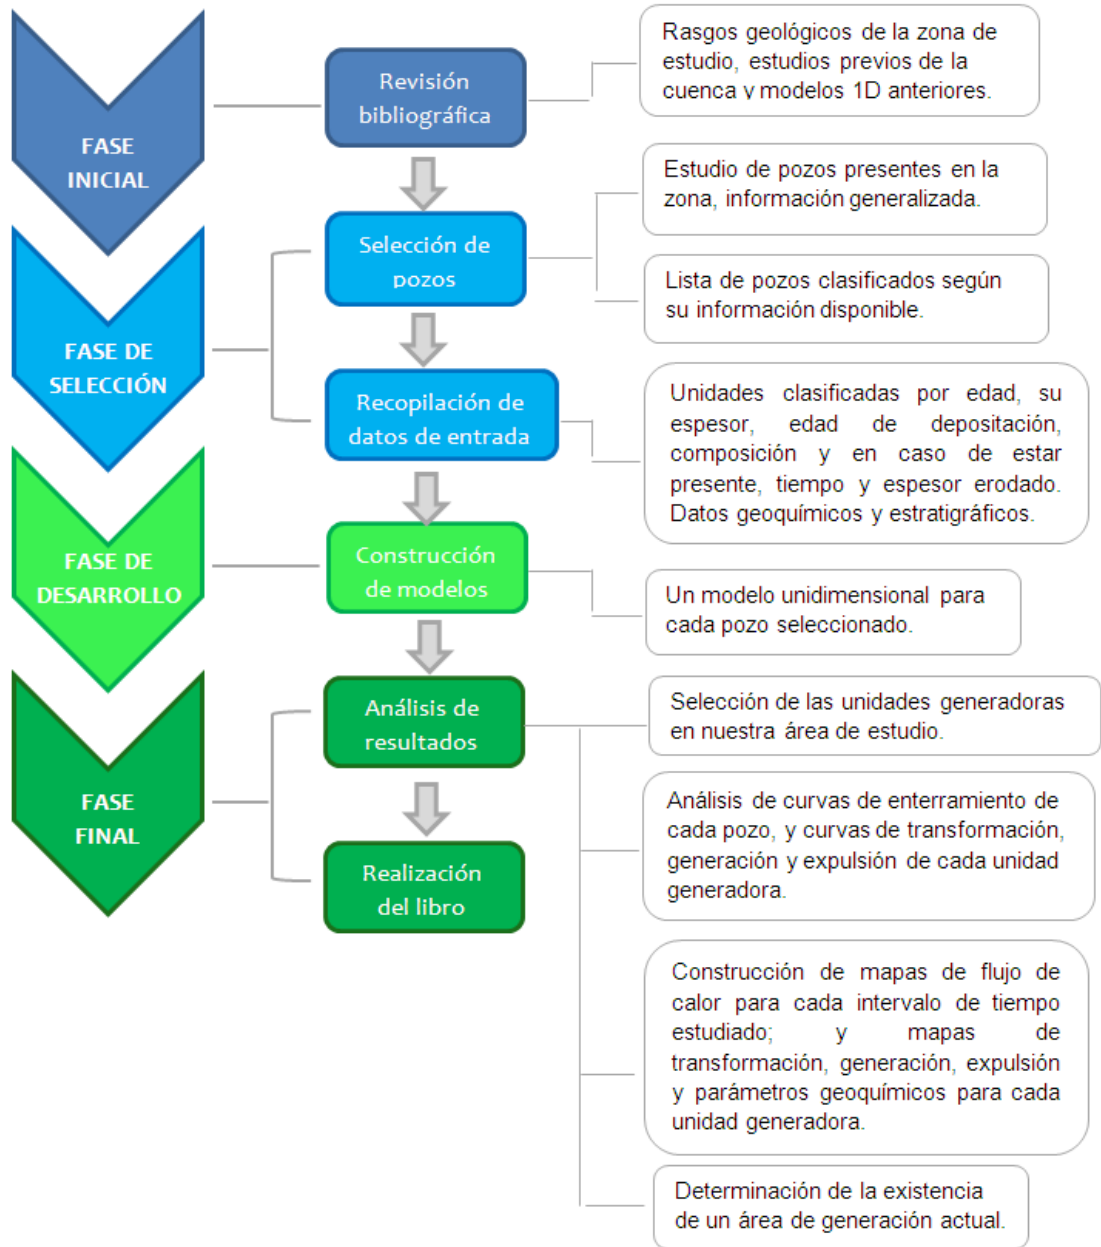 FASE
INICIAL
Revisión
bibliográfica
Rasgos geológicos de la zona de
estudio, estudios previos de la
cuenca y modelos 1D anteriores.
FASE DE
SELECCIÓN
Selección de
pozos
Estudio de pozos presentes en la
zona, información generalizada.
Lista de pozos clasificados según
su información disponible.
Recopilación de
datos de entrada
Unidades clasificadas por edad, su
espesor, edad de depositación,
composición y en caso de estar
presente, tiempo y espesor erodado.
Datos geoquímicos y estratigráficos.
FASE DE
DESARROLLO
Construcción
de modelos
Un modelo unidimensional para
cada pozo seleccionado.
FASE
FINAL
Análisis de
resultados
Selección de las unidades generadoras
en nuestra área de estudio.
Análisis de curvas de enterramiento de
cada pozo, y curvas de transformación,
generación y expulsión de cada unidad
generadora.
Construcción de mapas de flujo de
calor para cada intervalo de tiempo
estudiado; y mapas de
transformación, generación, expulsión
y parámetros geoquímicos para cada
unidad generadora.
Determinación de la existencia
de un área de generación actual.
Realización
del libro